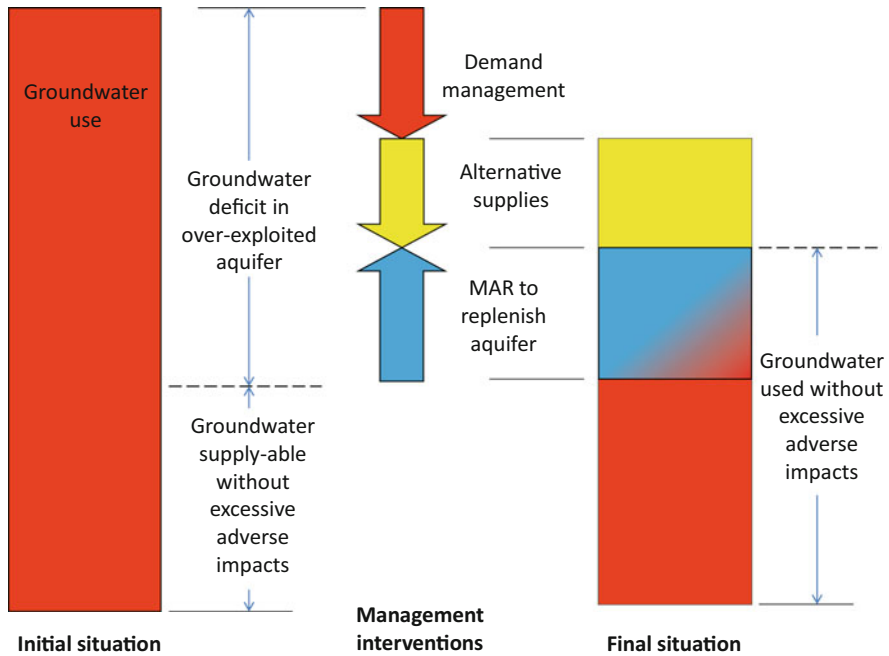 Groundwater
use
Groundwater
deficit in
over-exploited
aquifer
Groundwater
supply-able
without
excessive
adverse
impacts
Initial situation
Demand
management
Alternative
supplies
MAR to
replenish
aquifer
Management
interventions
Groundwater
used without
excessive
adverse
impacts
Final situation